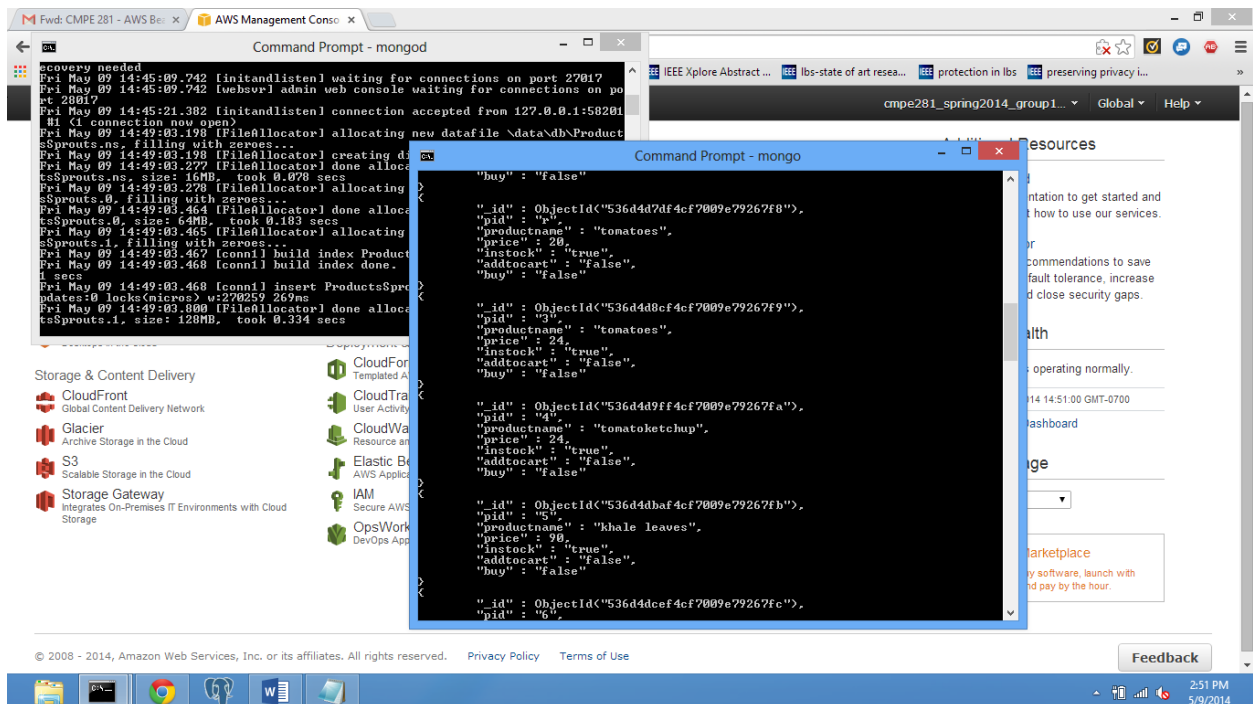 Fwd: CMPE 281 - AWS Be
AWS Management Conso
IEEE Xplore Abstract ...
lbs-state of art resea...
protection in lbs
preserving privacy i...
»
cmpe281_spring2014_group1...
Global
Help
Command Prompt - mongod
ecovery needed
Fri May 09 14:45:09.742 [initandlisten] waiting for connections on port 27017
Fri May 09 14:45:09.742 [websvr] admin web console waiting for connections on po
rt 28017
Fri May 09 14:45:21.382 [initandlisten] connection accepted from 127.0.0.1:58201
#1 (1 connection now open)
Fri May 09 14:49:03.198 [FileAllocator] allocating new datafile \data\db\Product
sSprouts.ns, filling with zeroes...
Fri May 09 14:49:03.198 [FileAllocator] creating di
Fri May 09 14:49:03.277 [FileAllocator] done alloca
tsSprouts.ns, size: 16MB, took 0.078 secs
Fri May 09 14:49:03.278 [FileAllocator] allocating
sSprouts.0, filling with zeroes...
Fri May 09 14:49:03.464 [FileAllocator] done alloca
tsSprouts.0, size: 64MB, took 0.183 secs
Fri May 09 14:49:03.465 [FileAllocator] allocating
sSprouts.1, filling with zeroes...
Fri May 09 14:49:03.467 [conn1] build index Product
Fri May 09 14:49:03.468 [conn1] build index done.
1 secs
Fri May 09 14:49:03.468 [conn1] insert ProductsSpro
pdates:0 locks(micros) w:270259 269ms
Fri May 09 14:49:03.800 [FileAllocator] done alloca
tsSprouts.1, size: 128MB, took 0.334 secs
Command Prompt - mongo
"buy" : "false"
}
{
"_id" : ObjectId("536d4d7df4cf7009e79267f8"),
"pid" : "r",
"productname" : "tomatoes",
"price" : 20,
"instock" : "true",
"addtocart" : "false",
"buy" : "false"
}
{
"_id" : ObjectId("536d4d8cf4cf7009e79267f9"),
"pid" : "3",
"productname" : "tomatoes",
"price" : 24,
"instock" : "true",
"addtocart" : "false",
"buy" : "false"
}
{
"_id" : ObjectId("536d4d9ff4cf7009e79267fa"),
"pid" : "4",
"productname" : "tomatoketchup",
"price" : 24,
"instock" : "true",
"addtocart" : "false",
"buy" : "false"
}
{
"_id" : ObjectId("536d4dbaf4cf7009e79267fb"),
"pid" : "5",
"productname" : "khale leaves",
"price" : 90,
"instock" : "true",
"addtocart" : "false",
"buy" : "false"
}
{
"_id" : ObjectId("536d4dcef4cf7009e79267fc"),
"pid" : "6",
esources
ntation to get started and
t how to use our services.
or
commendations to save
fault tolerance, increase
d close security gaps.
alth
operating normally.
014 14:51:00 GMT-0700
Dashboard
age
Marketplace
y software, launch with
nd pay by the hour.
Storage & Content Delivery
CloudFront
Global Content Delivery Network
Glacier
Archive Storage in the Cloud
S3
Scalable Storage in the Cloud
Storage Gateway
Integrates On-Premises IT Environments with Cloud
Storage
CloudFor
Templated A
CloudTra
User Activity
CloudWa
Resource an
Elastic Be
AWS Applica
IAM
Secure AWS
OpsWork
DevOps App
© 2008 - 2014, Amazon Web Services, Inc. or its affiliates. All rights reserved.
Privacy Policy
Terms of Use
Feedback
2:51 PM
5/9/2014